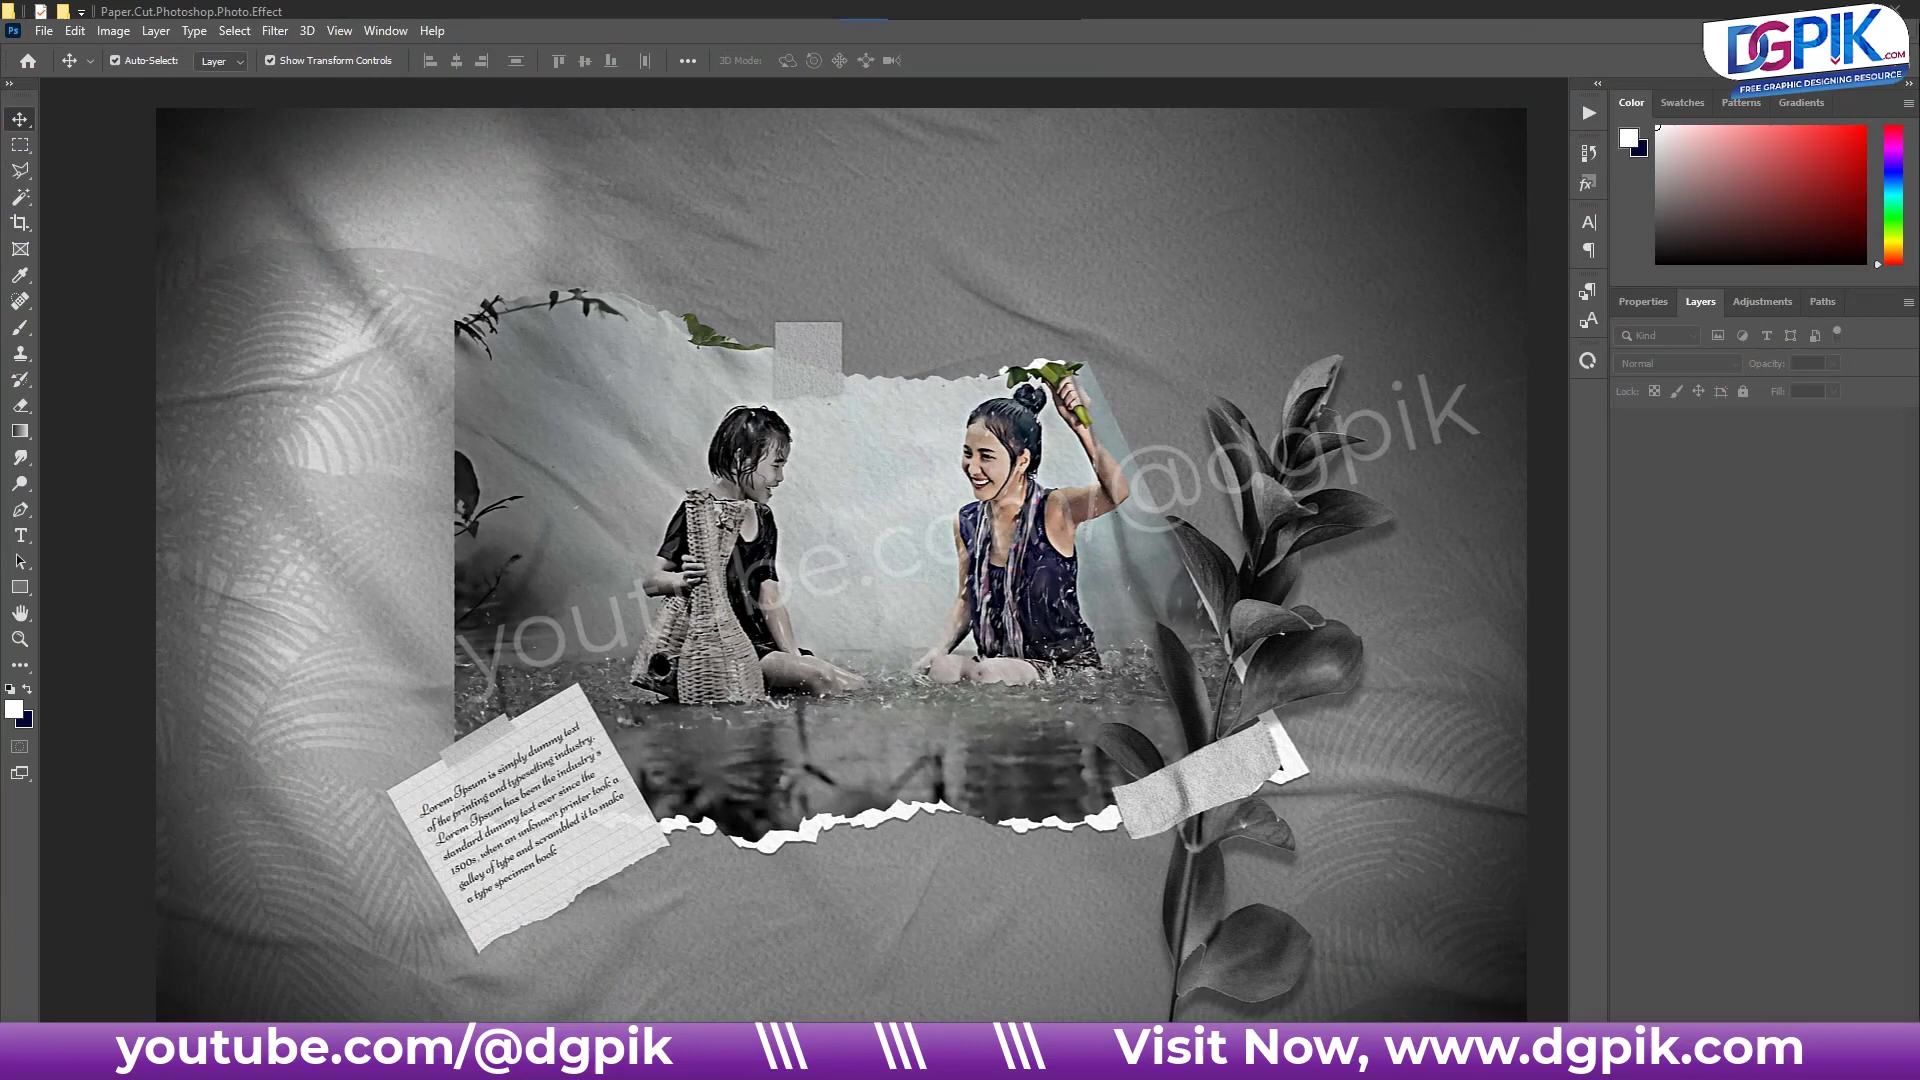 Paper.Cut.Photoshop.Photo.Effect
Ps File Edit Image Layer Type Select Filter 3D View Window Help
Auto-Select: Layer Show Transform Controls 3D Mode:
DGPIK.COM
FREE GRAPHIC DESIGNING RESOURCE
Color Swatches Patterns Gradients
Properties Layers Adjustments Paths
Kind
Normal Opacity:
Lock: Fill:
youtube.com/@dgpik
Lorem Ipsum is simply dummy text
of the printing and typesetting industry.
Lorem Ipsum has been the industry's
standard dummy text ever since the
1500s, when an unknown printer took a
galley of type and scrambled it to make
a type specimen book
youtube.com/@dgpik \\\ \\\ \\\ Visit Now, www.dgpik.com